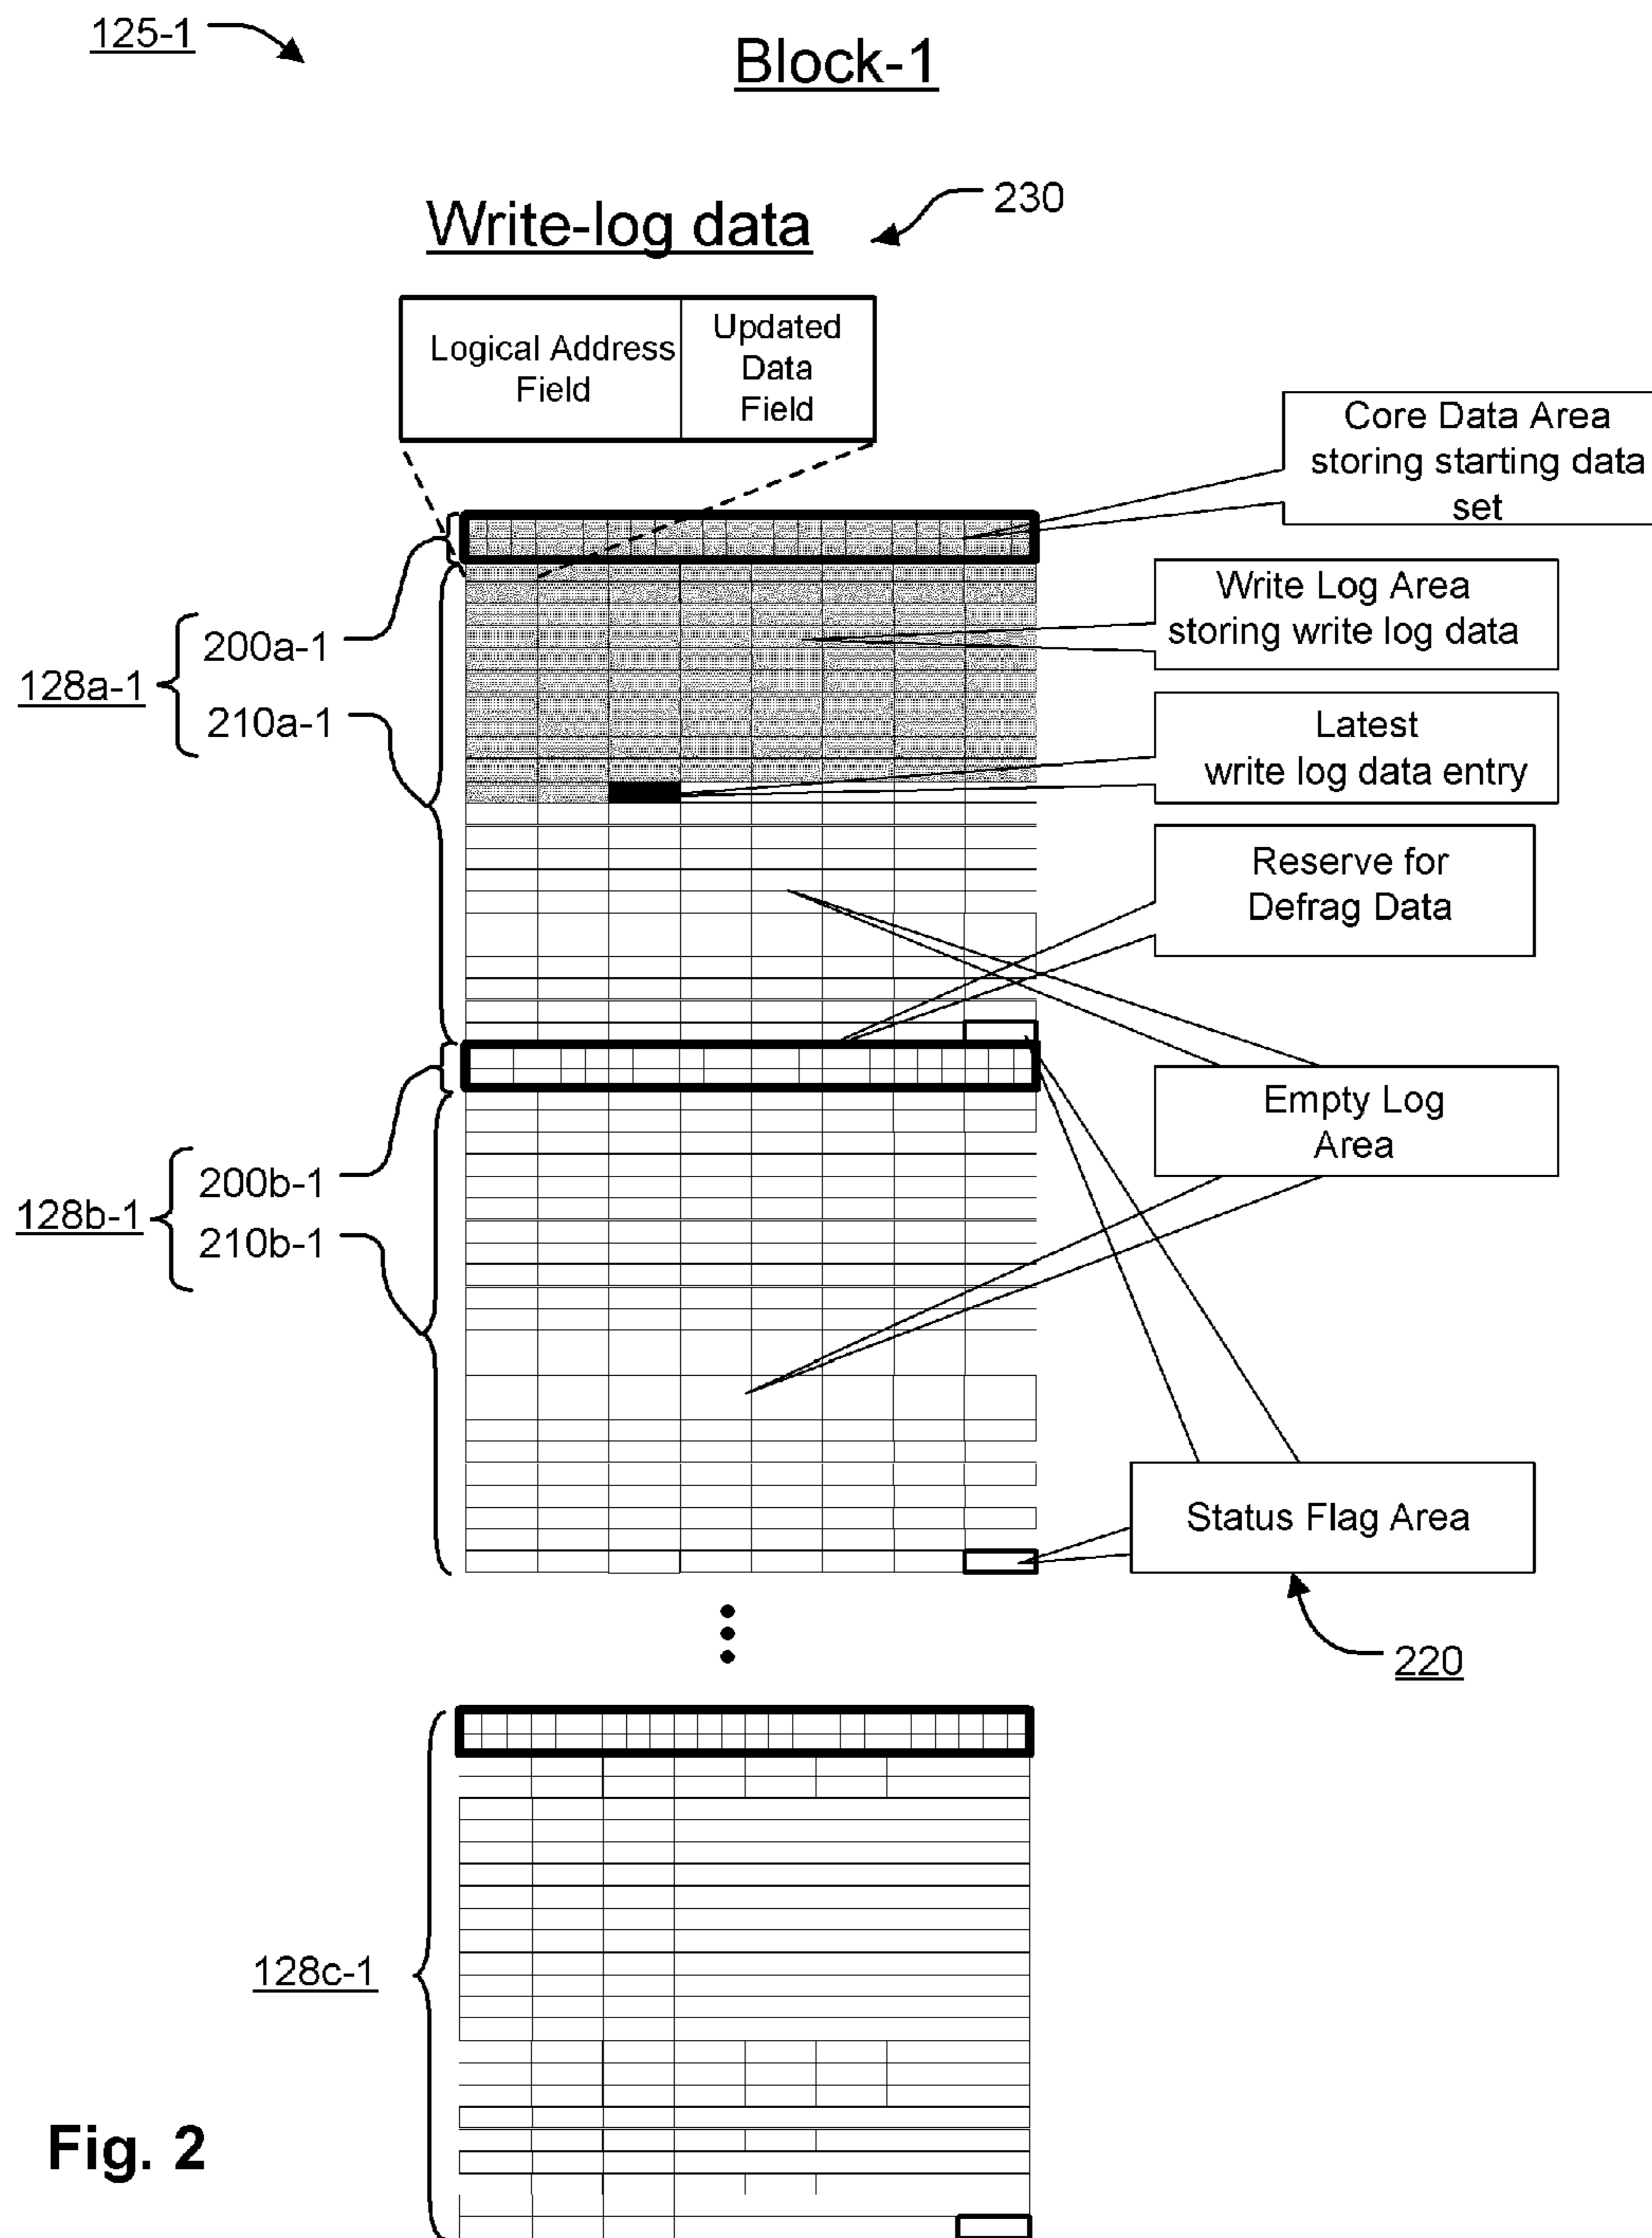 125-1
Block-1
Write-log data
230
Logical Address
Field
Updated
Data
Field
Core Data Area
storing starting data
set
Write Log Area
storing write log data
128a-1
200a-1
210a-1
Latest
write log data entry
Reserve for
Defrag Data
Empty Log
Area
128b-1
200b-1
210b-1
Status Flag Area
220
128c-1
Fig. 2